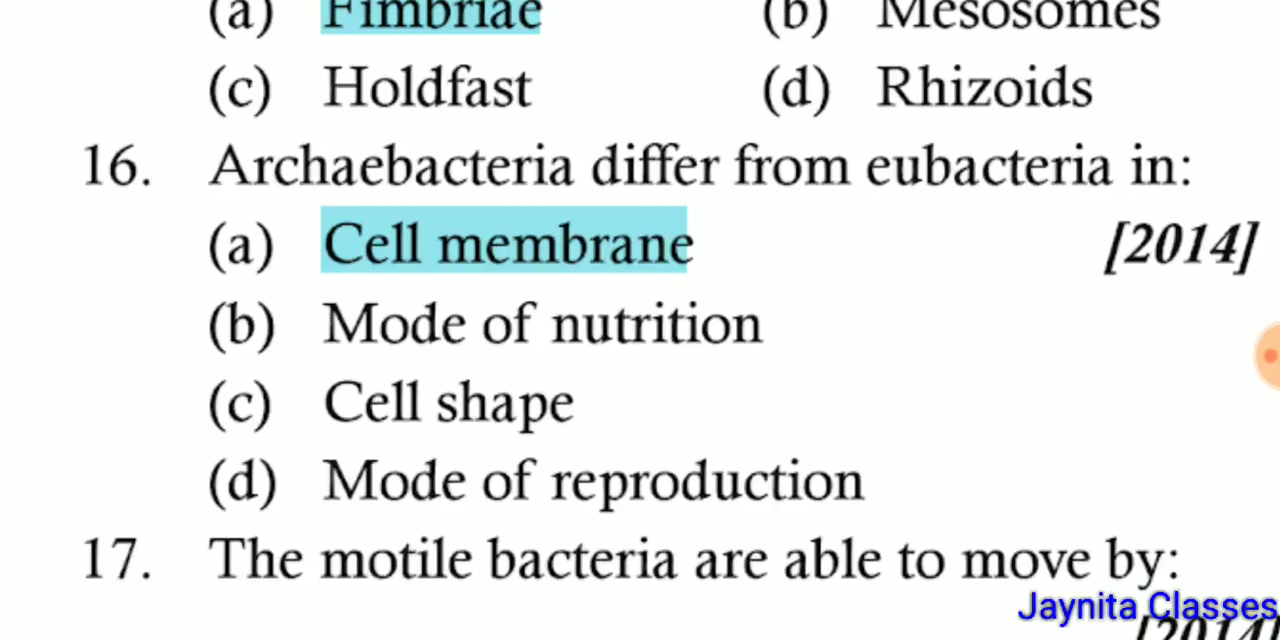 (a) Fimbriae (b) Mesosomes
(c) Holdfast (d) Rhizoids
16. Archaebacteria differ from eubacteria in:
(a) Cell membrane [2014]
(b) Mode of nutrition
(c) Cell shape
(d) Mode of reproduction
17. The motile bacteria are able to move by:
Jaynita Classes
[2014]